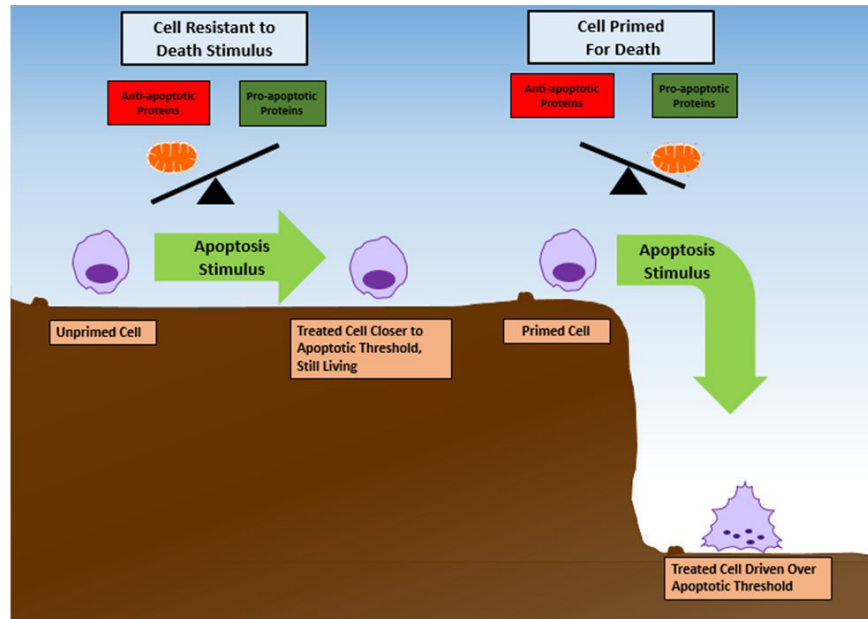 Cell Resistant to
Death Stimulus
Anti-apoptotic
Proteins
Pro-apoptotic
Proteins
Cell Primed
For Death
Anti-apoptotic
Proteins
Pro-apoptotic
Proteins
Apoptosis
Stimulus
Apoptosis
Stimulus
Unprimed Cell
Treated Cell Closer to
Apoptotic Threshold,
Still Living
Primed Cell
Treated Cell Driven Over
Apoptotic Threshold